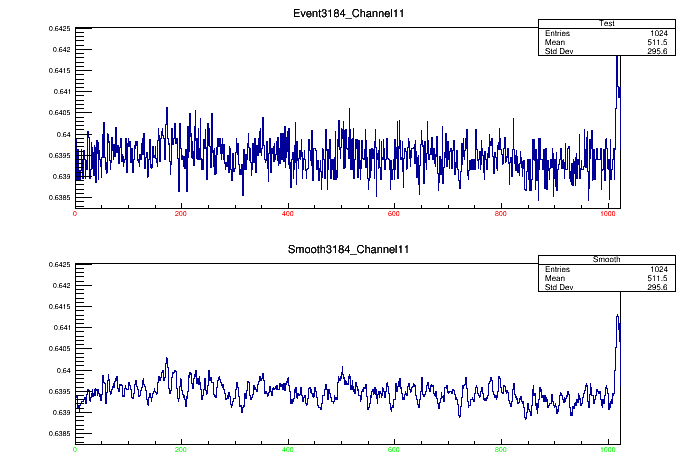 Event3184_Channel11
Test
Entries 1024
Mean 511.5
Std Dev 295.6
0.6425
0.642
0.6415
0.641
0.6405
0.64
0.6395
0.639
0.6385
0 200 400 600 800 1000
Smooth3184_Channel11
Smooth
Entries 1024
Mean 511.5
Std Dev 295.6
0.6425
0.642
0.6415
0.641
0.6405
0.64
0.6395
0.639
0.6385
0 200 400 600 800 1000